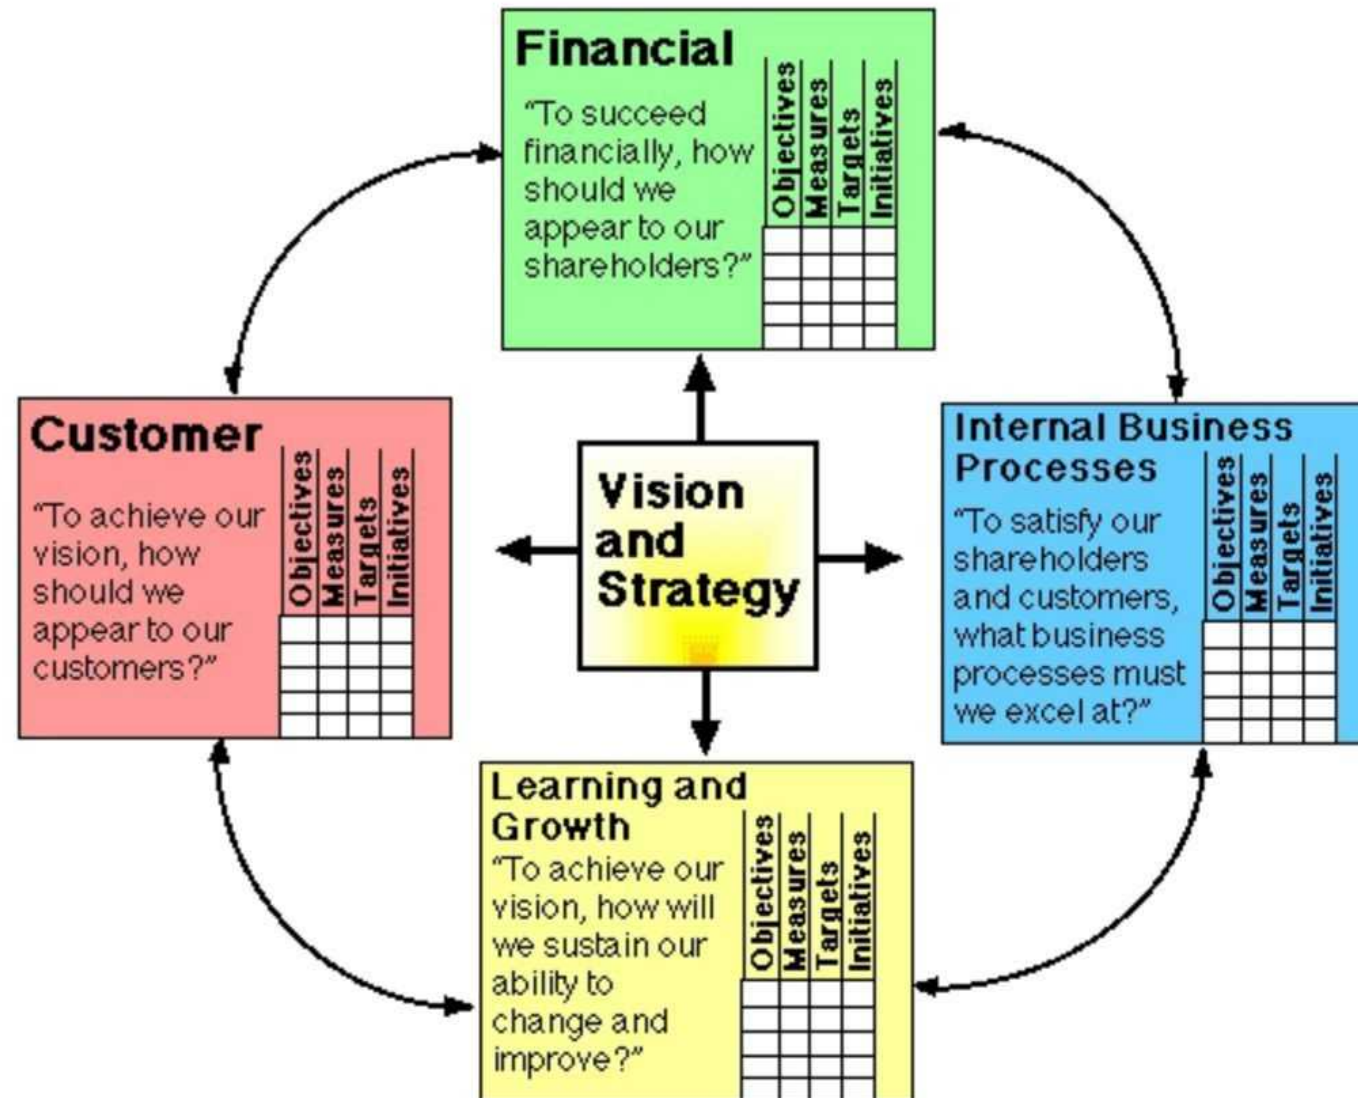 Financial
"To succeed
financially, how
should we
appear to our
shareholders?"
Objectives
Measures
Targets
Initiatives
Customer
"To achieve our
vision, how
should we
appear to our
customers?"
Objectives
Measures
Targets
Initiatives
Vision
and
Strategy
Internal Business
Processes
"To satisfy our
shareholders
and customers,
what business
processes must
we excel at?"
Objectives
Measures
Targets
Initiatives
Learning and
Growth
"To achieve our
vision, how will
we sustain our
ability to
change and
improve?"
Objectives
Measures
Targets
Initiatives